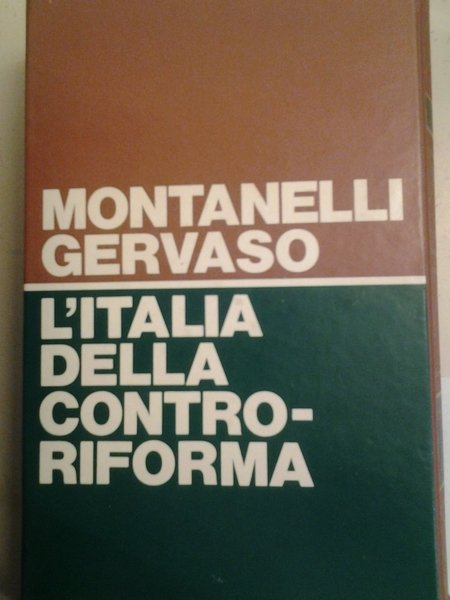 MONTANELLI
GERVASO
L'ITALIA
DELLA
CONTRO-
RIFORMA